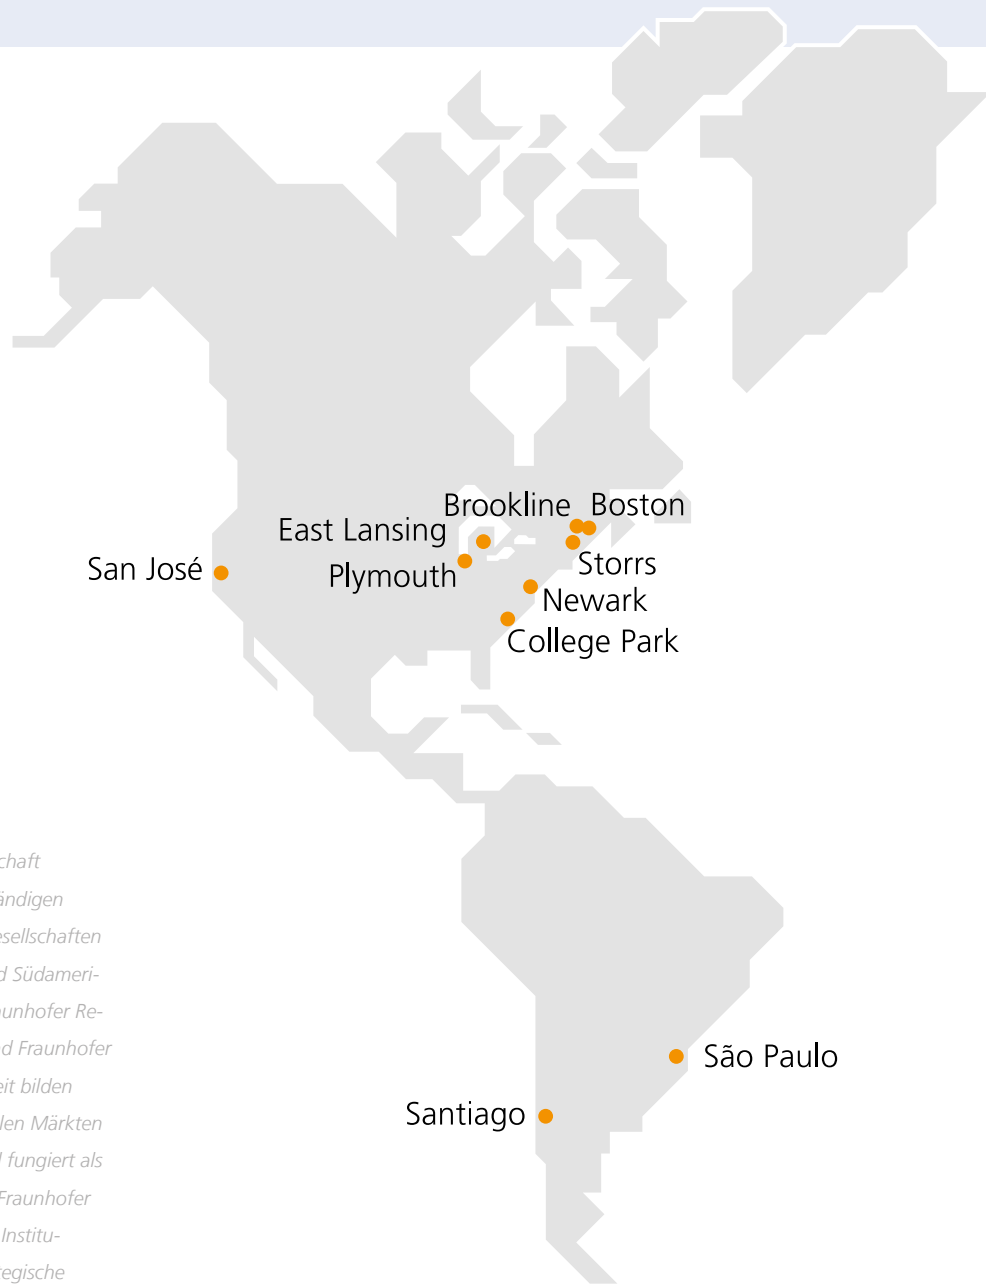 Brookline
Boston
East Lansing
San José
Plymouth
Storrs
Newark
College Park
chaft
ändigen
esellschaften
d Südameri-
aunhofer Re-
d Fraunhofer
eit bilden
len Märkten
l fungiert als
Fraunhofer
Institu-
egische
São Paulo
Santiago